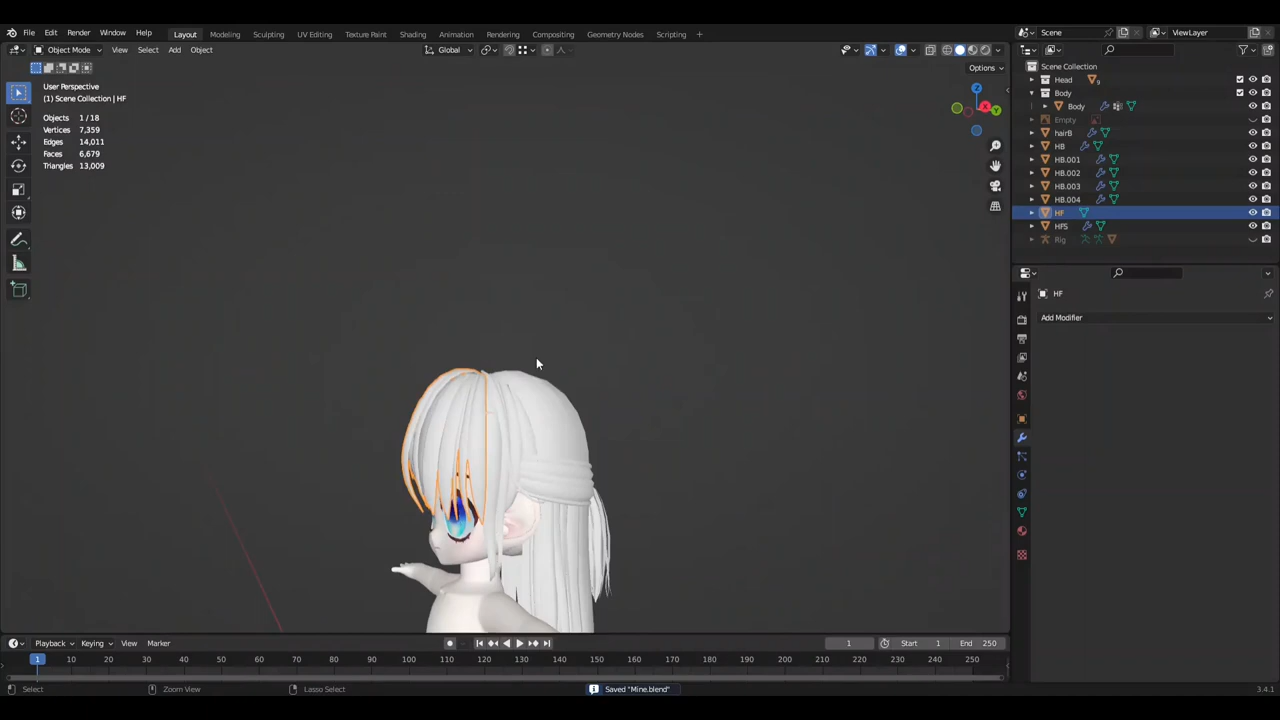 File Edit Render Window Help Layout Modeling Sculpting UV Editing Texture Paint Shading Animation Rendering Compositing Geometry Nodes Scripting + Scene ViewLayer
Object Mode View Select Add Object Global
Options
User Perspective
(1) Scene Collection | HF
Objects 1 / 18
Vertices 7,359
Edges 14,011
Faces 6,679
Triangles 13,009
Z
X
Y
Scene Collection
Head 9
Body
Body
Empty
hairB
HB
HB.001
HB.002
HB.003
HB.004
HF
HFS
Rig
HF
Add Modifier
Playback Keying View Marker 1 Start 1 End 250
1 10 20 30 40 50 60 70 80 90 100 110 120 130 140 150 160 170 180 190 200 210 220 230 240 250
Select Zoom View Lasso Select Saved "Mine.blend" 3.4.1